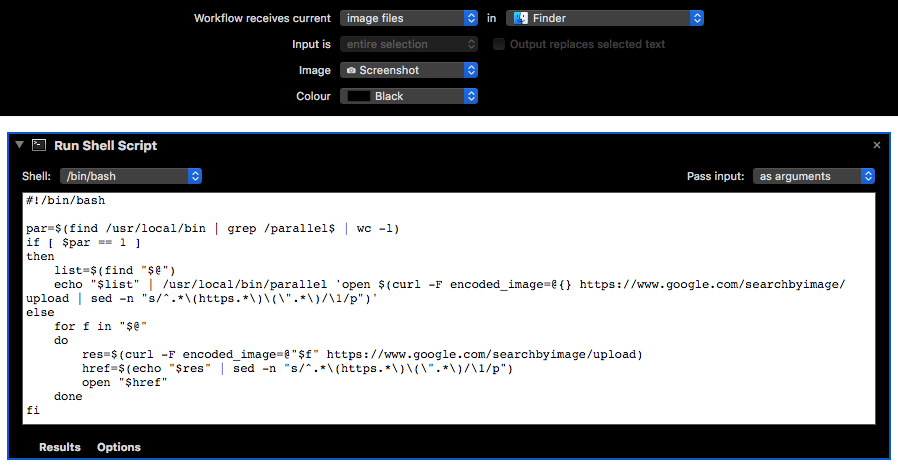 Workflow receives current image files in Finder
Input is entire selection Output replaces selected text
Image Screenshot
Colour Black
Run Shell Script ×
Shell: /bin/bash Pass input: as arguments
#!/bin/bash
par=$(find /usr/local/bin | grep /parallel$ | wc -l)
if [ $par == 1 ]
then
    list=$(find "$@")
    echo "$list" | /usr/local/bin/parallel 'open $(curl -F encoded_image=@{} https://www.google.com/searchbyimage/
upload | sed -n "s/^.*\(https.*\)\(\".*\)/\1/p")'
else
    for f in "$@"
    do
        res=$(curl -F encoded_image=@"$f" https://www.google.com/searchbyimage/upload)
        href=$(echo "$res" | sed -n "s/^.*\(https.*\)\(\".*\)/\1/p")
        open "$href"
    done
fi
Results Options